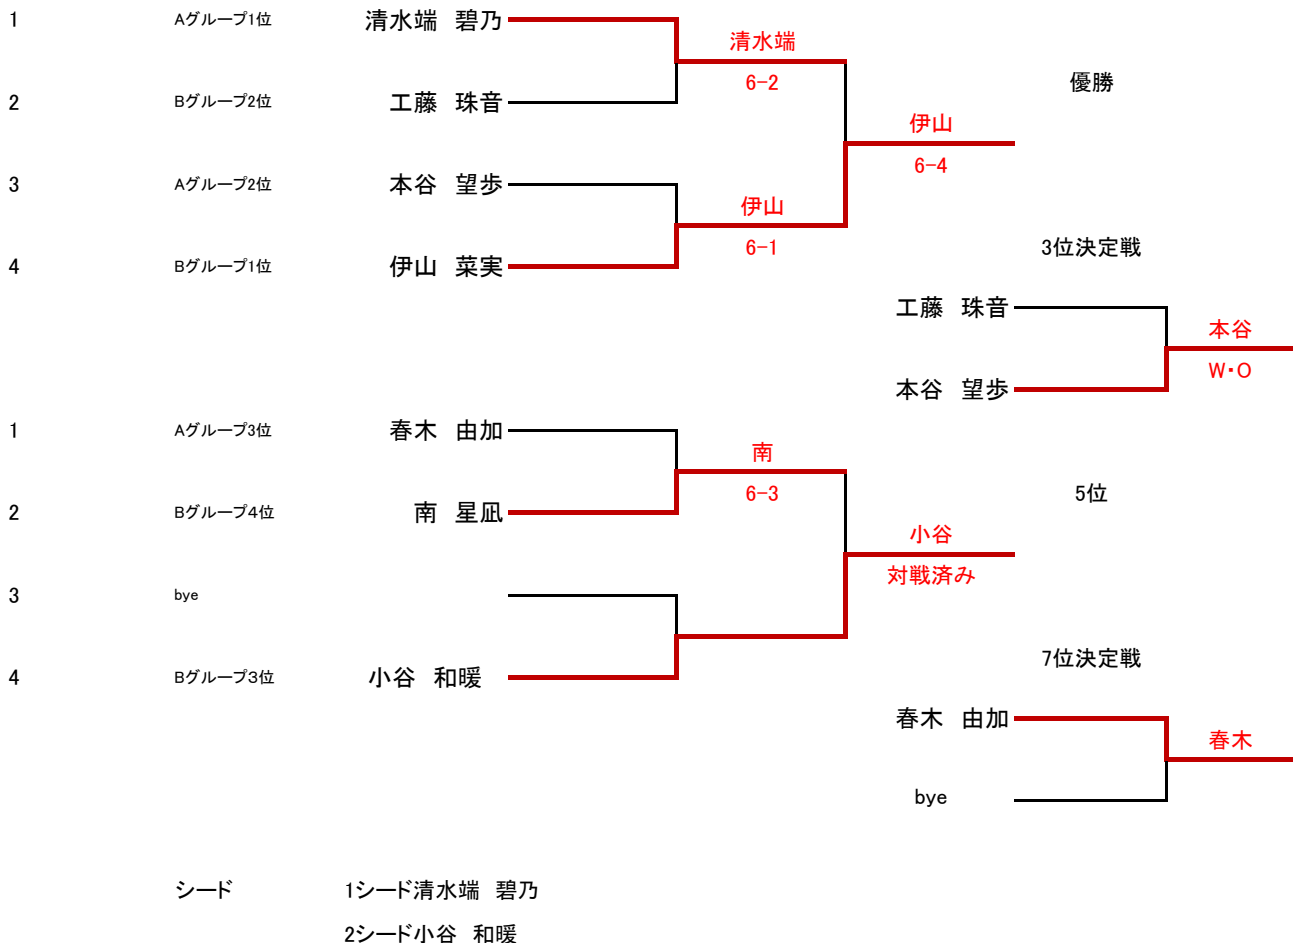 1 Aグループ1位 清水端 碧乃
清水端
6-2
優勝
2 Bグループ2位 工藤 珠音
伊山
6-4
3 Aグループ2位 本谷 望歩
伊山
6-1
3位決定戦
4 Bグループ1位 伊山 菜実
工藤 珠音
本谷
W・O
本谷 望歩
1 Aグループ3位 春木 由加
南
6-3
5位
2 Bグループ4位 南 星凪
小谷
対戦済み
3 bye
7位決定戦
4 Bグループ3位 小谷 和暖
春木 由加
春木
bye
シード 1シード清水端 碧乃
2シード小谷 和暖